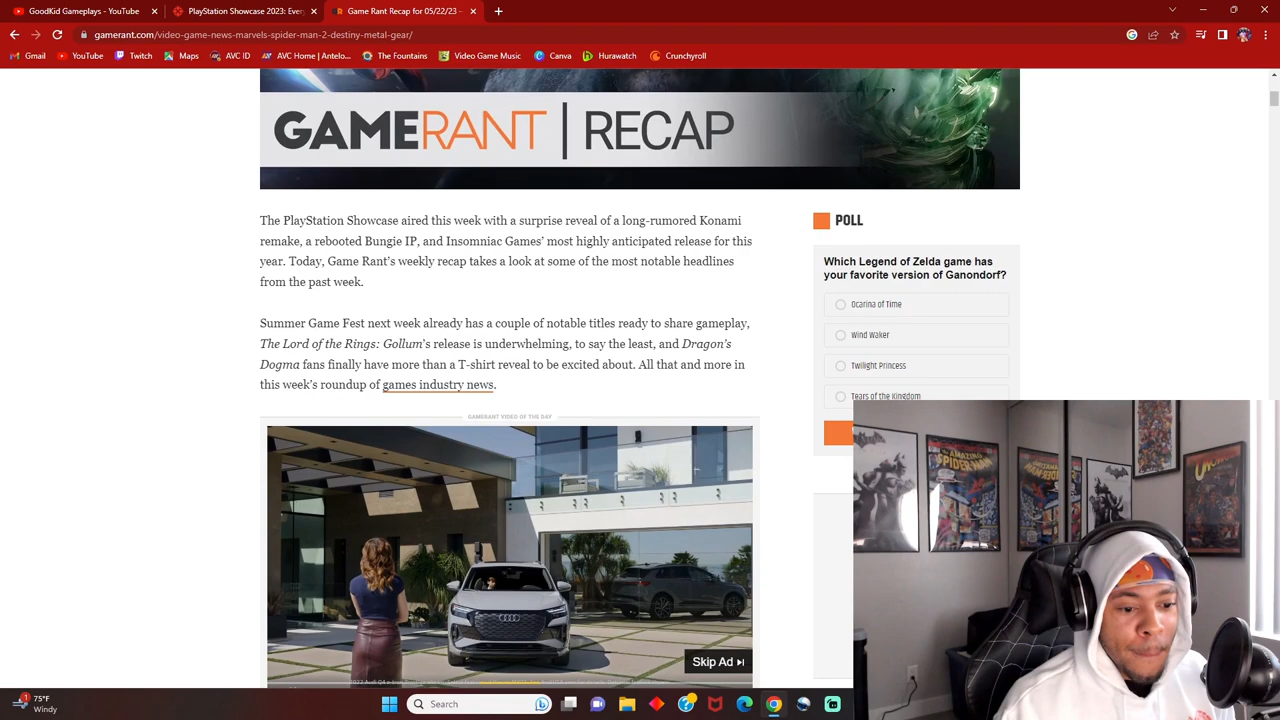 GoodKid Gameplays - YouTube
PlayStation Showcase 2023: Ever
Game Rant Recap for 05/22/23 –
gamerant.com/video-game-news-marvels-spider-man-2-destiny-metal-gear/
Gmail
YouTube
Twitch
Maps
AVC ID
AVC Home | Antelo...
The Fountains
Video Game Music
Canva
Hurawatch
Crunchyroll
GAMERANT | RECAP
The PlayStation Showcase aired this week with a surprise reveal of a long-rumored Konami
remake, a rebooted Bungie IP, and Insomniac Games' most highly anticipated release for this
year. Today, Game Rant's weekly recap takes a look at some of the most notable headlines
from the past week.
Summer Game Fest next week already has a couple of notable titles ready to share gameplay,
The Lord of the Rings: Gollum's release is underwhelming, to say the least, and Dragon's
Dogma fans finally have more than a T-shirt reveal to be excited about. All that and more in
this week's roundup of games industry news.
GAMERANT VIDEO OF THE DAY
Skip Ad
POLL
Which Legend of Zelda game has
your favorite version of Ganondorf?
Ocarina of Time
Wind Waker
Twilight Princess
Tears of the Kingdom
THE AMAZING
SPIDER-MAN
75°F
Windy
Search